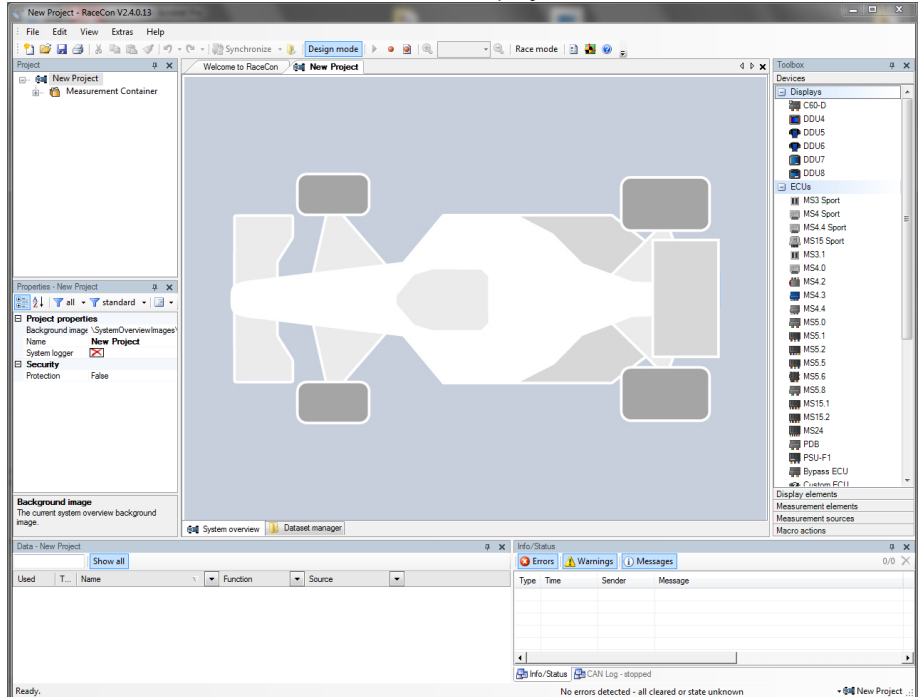 New Project - RaceCon V2.4.0.13
File Edit View Extras Help
Synchronize Design mode Race mode
Project
New Project
Measurement Container
Welcome to RaceCon New Project
Toolbox
Devices
Displays
C60-D
DDU4
DDU5
DDU6
DDU7
DDU8
ECUs
MS3 Sport
MS4 Sport
MS4.4 Sport
MS15 Sport
MS3.1
MS4.0
MS4.2
MS4.3
MS4.4
MS5.0
MS5.1
MS5.2
MS5.5
MS5.6
MS5.8
MS15.1
MS15.2
MS24
PDB
PSU-F1
Bypass ECU
Custom ECU
Display elements
Measurement elements
Measurement sources
Macro actions
Properties - New Project
all standard
Project properties
Background image \SystemOverviewImages\
Name New Project
System logger
Security
Protection False
Background image
The current system overview background
image.
System overview Dataset manager
Data - New Project
Show all
Used T... Name Function Source
Info/Status
Errors Warnings Messages 0/0
Type Time Sender Message
Info/Status CAN Log - stopped
Ready. No errors detected - all cleared or state unknown New Project